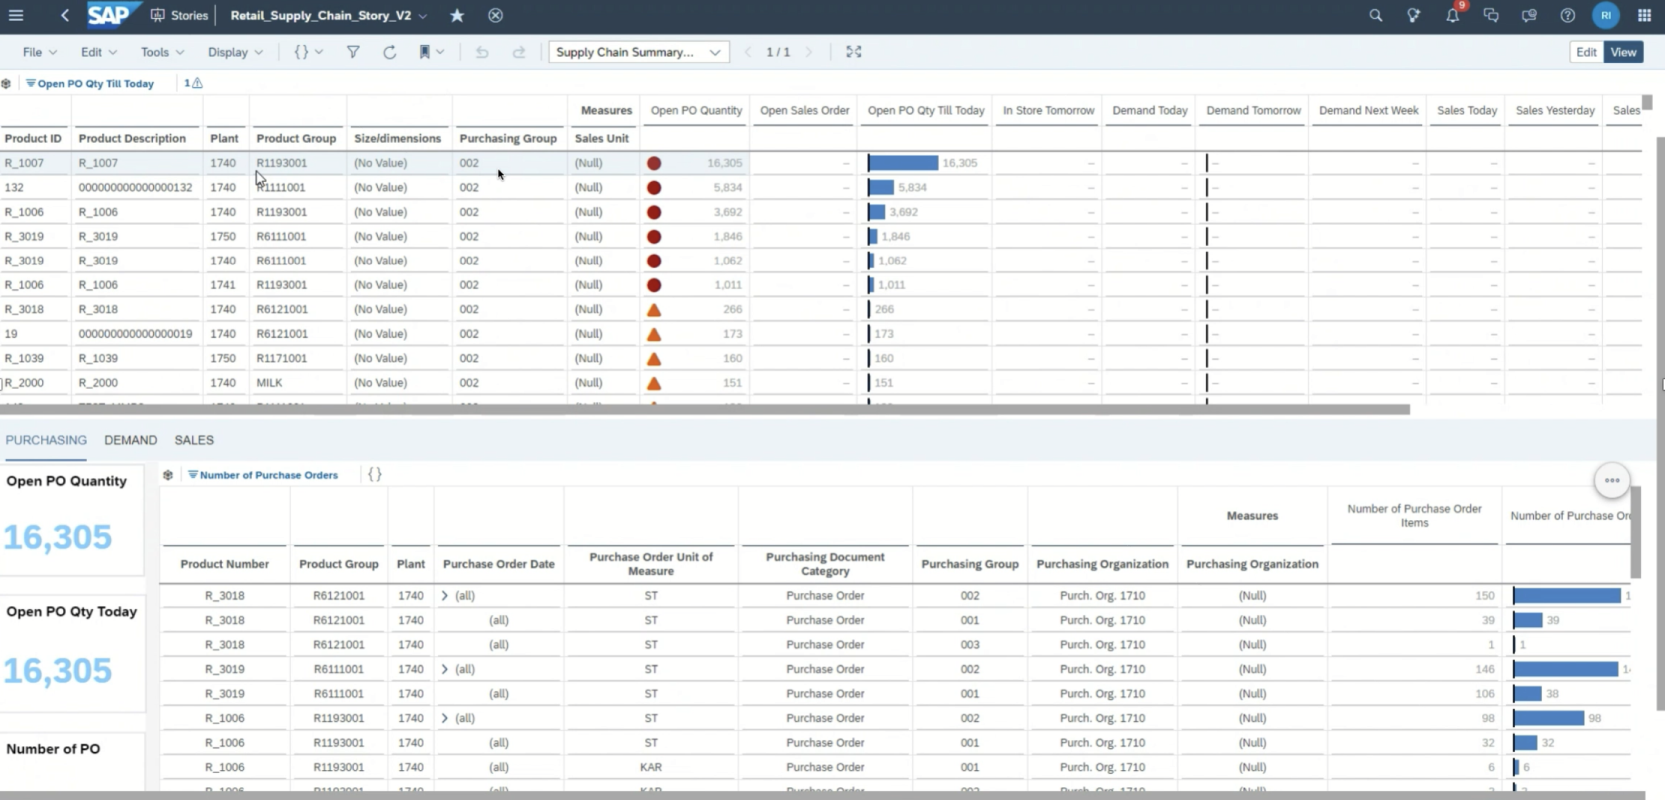 SAP Stories Retail_Supply_Chain_Story_V2 9 RI
File Edit Tools Display {} Supply Chain Summary... 1 / 1 Edit View
Open PO Qty Till Today 1
Measures Open PO Quantity Open Sales Order Open PO Qty Till Today In Store Tomorrow Demand Today Demand Tomorrow Demand Next Week Sales Today Sales Yesterday Sales
Product ID Product Description Plant Product Group Size/dimensions Purchasing Group Sales Unit
R_1007 R_1007 1740 R1193001 (No Value) 002 (Null) 16,305 – 16,305 – – – – – –
132 000000000000000132 1740 R1111001 (No Value) 002 (Null) 5,834 – 5,834 – – – – – –
R_1006 R_1006 1740 R1193001 (No Value) 002 (Null) 3,692 – 3,692 – – – – – –
R_3019 R_3019 1750 R6111001 (No Value) 002 (Null) 1,846 – 1,846 – – – – – –
R_3019 R_3019 1740 R6111001 (No Value) 002 (Null) 1,062 – 1,062 – – – – – –
R_1006 R_1006 1741 R1193001 (No Value) 002 (Null) 1,011 – 1,011 – – – – – –
R_3018 R_3018 1740 R6121001 (No Value) 002 (Null) 266 – 266 – – – – – –
19 000000000000000019 1740 R6121001 (No Value) 002 (Null) 173 – 173 – – – – – –
R_1039 R_1039 1750 R1171001 (No Value) 002 (Null) 160 – 160 – – – – – –
R_2000 R_2000 1740 MILK (No Value) 002 (Null) 151 – 151 – – – – – –
PURCHASING DEMAND SALES
Open PO Quantity
16,305
Open PO Qty Today
16,305
Number of PO
Number of Purchase Orders {}
Measures Number of Purchase Order Items Number of Purchase Or
Product Number Product Group Plant Purchase Order Date Purchase Order Unit of Measure Purchasing Document Category Purchasing Group Purchasing Organization Purchasing Organization
R_3018 R6121001 1740 (all) ST Purchase Order 002 Purch. Org. 1710 (Null) 150 1
R_3018 R6121001 1740 (all) ST Purchase Order 001 Purch. Org. 1710 (Null) 39 39
R_3018 R6121001 1740 (all) ST Purchase Order 003 Purch. Org. 1710 (Null) 1 1
R_3019 R6111001 1740 (all) ST Purchase Order 002 Purch. Org. 1710 (Null) 146 14
R_3019 R6111001 1740 (all) ST Purchase Order 001 Purch. Org. 1710 (Null) 106 38
R_1006 R1193001 1740 (all) ST Purchase Order 002 Purch. Org. 1710 (Null) 98 98
R_1006 R1193001 1740 (all) ST Purchase Order 001 Purch. Org. 1710 (Null) 32 32
R_1006 R1193001 1740 (all) KAR Purchase Order 001 Purch. Org. 1710 (Null) 6 6